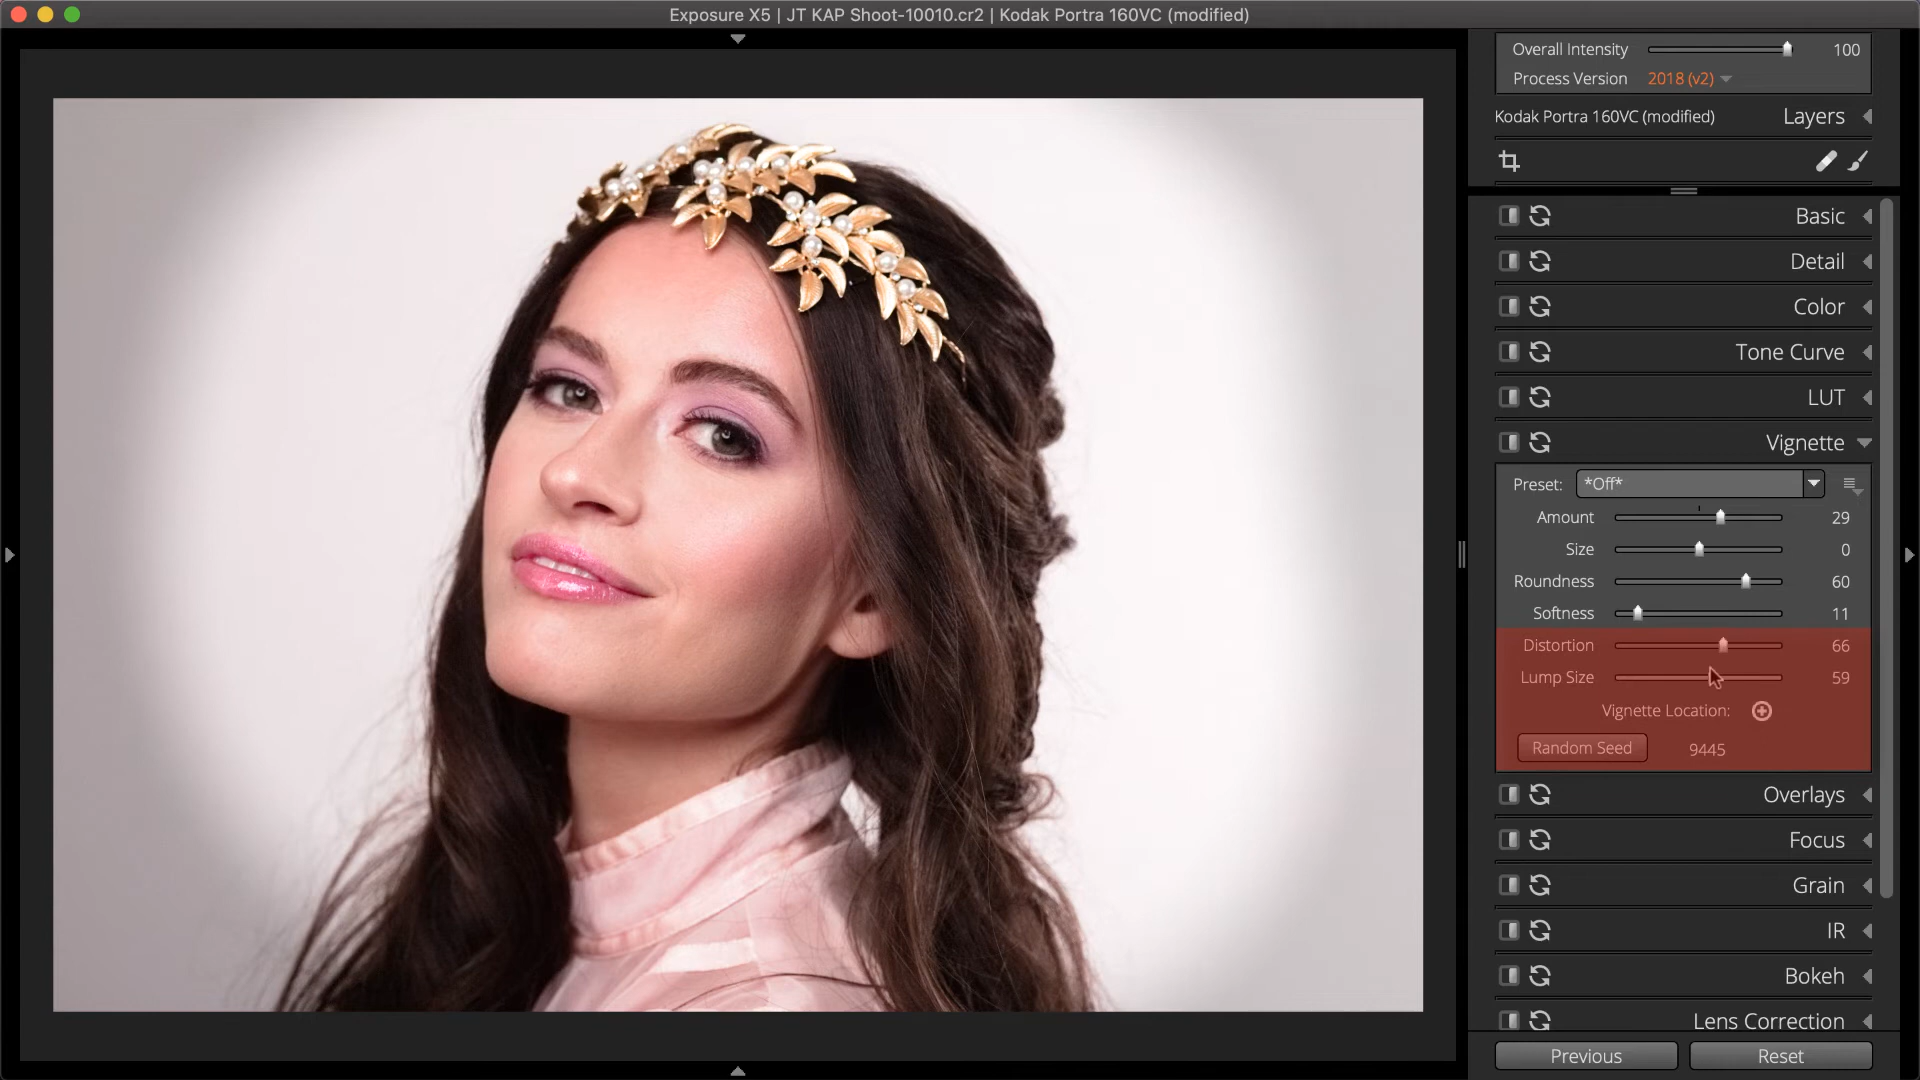 Exposure X5 | JT KAP Shoot-10010.cr2 | Kodak Portra 160VC (modified)
Overall Intensity 100
Process Version 2018 (v2)
Kodak Portra 160VC (modified) Layers
Basic
Detail
Color
Tone Curve
LUT
Vignette
Preset: *Off*
Amount 29
Size 0
Roundness 60
Softness 11
Distortion 66
Lump Size 59
Vignette Location:
Random Seed 9445
Overlays
Focus
Grain
IR
Bokeh
Lens Correction
Previous Reset